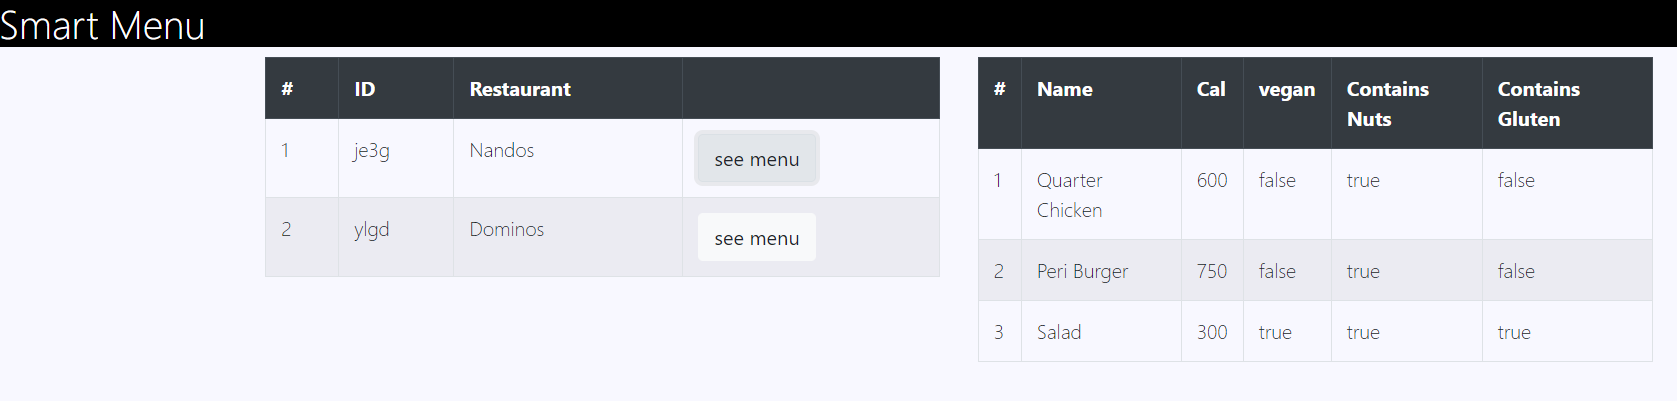 Smart Menu
# ID Restaurant
1 je3g Nandos see menu
2 ylgd Dominos see menu
# Name Cal vegan Contains Nuts Contains Gluten
1 Quarter Chicken 600 false true false
2 Peri Burger 750 false true false
3 Salad 300 true true true